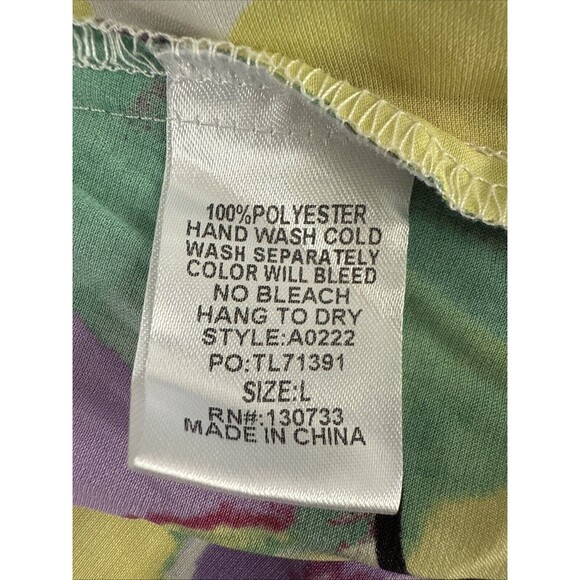 100%POLYESTER
HAND WASH COLD
WASH SEPARATELY
COLOR WILL BLEED
NO BLEACH
HANG TO DRY
STYLE:A0222
PO:TL71391
SIZE:L
RN#:130733
MADE IN CHINA